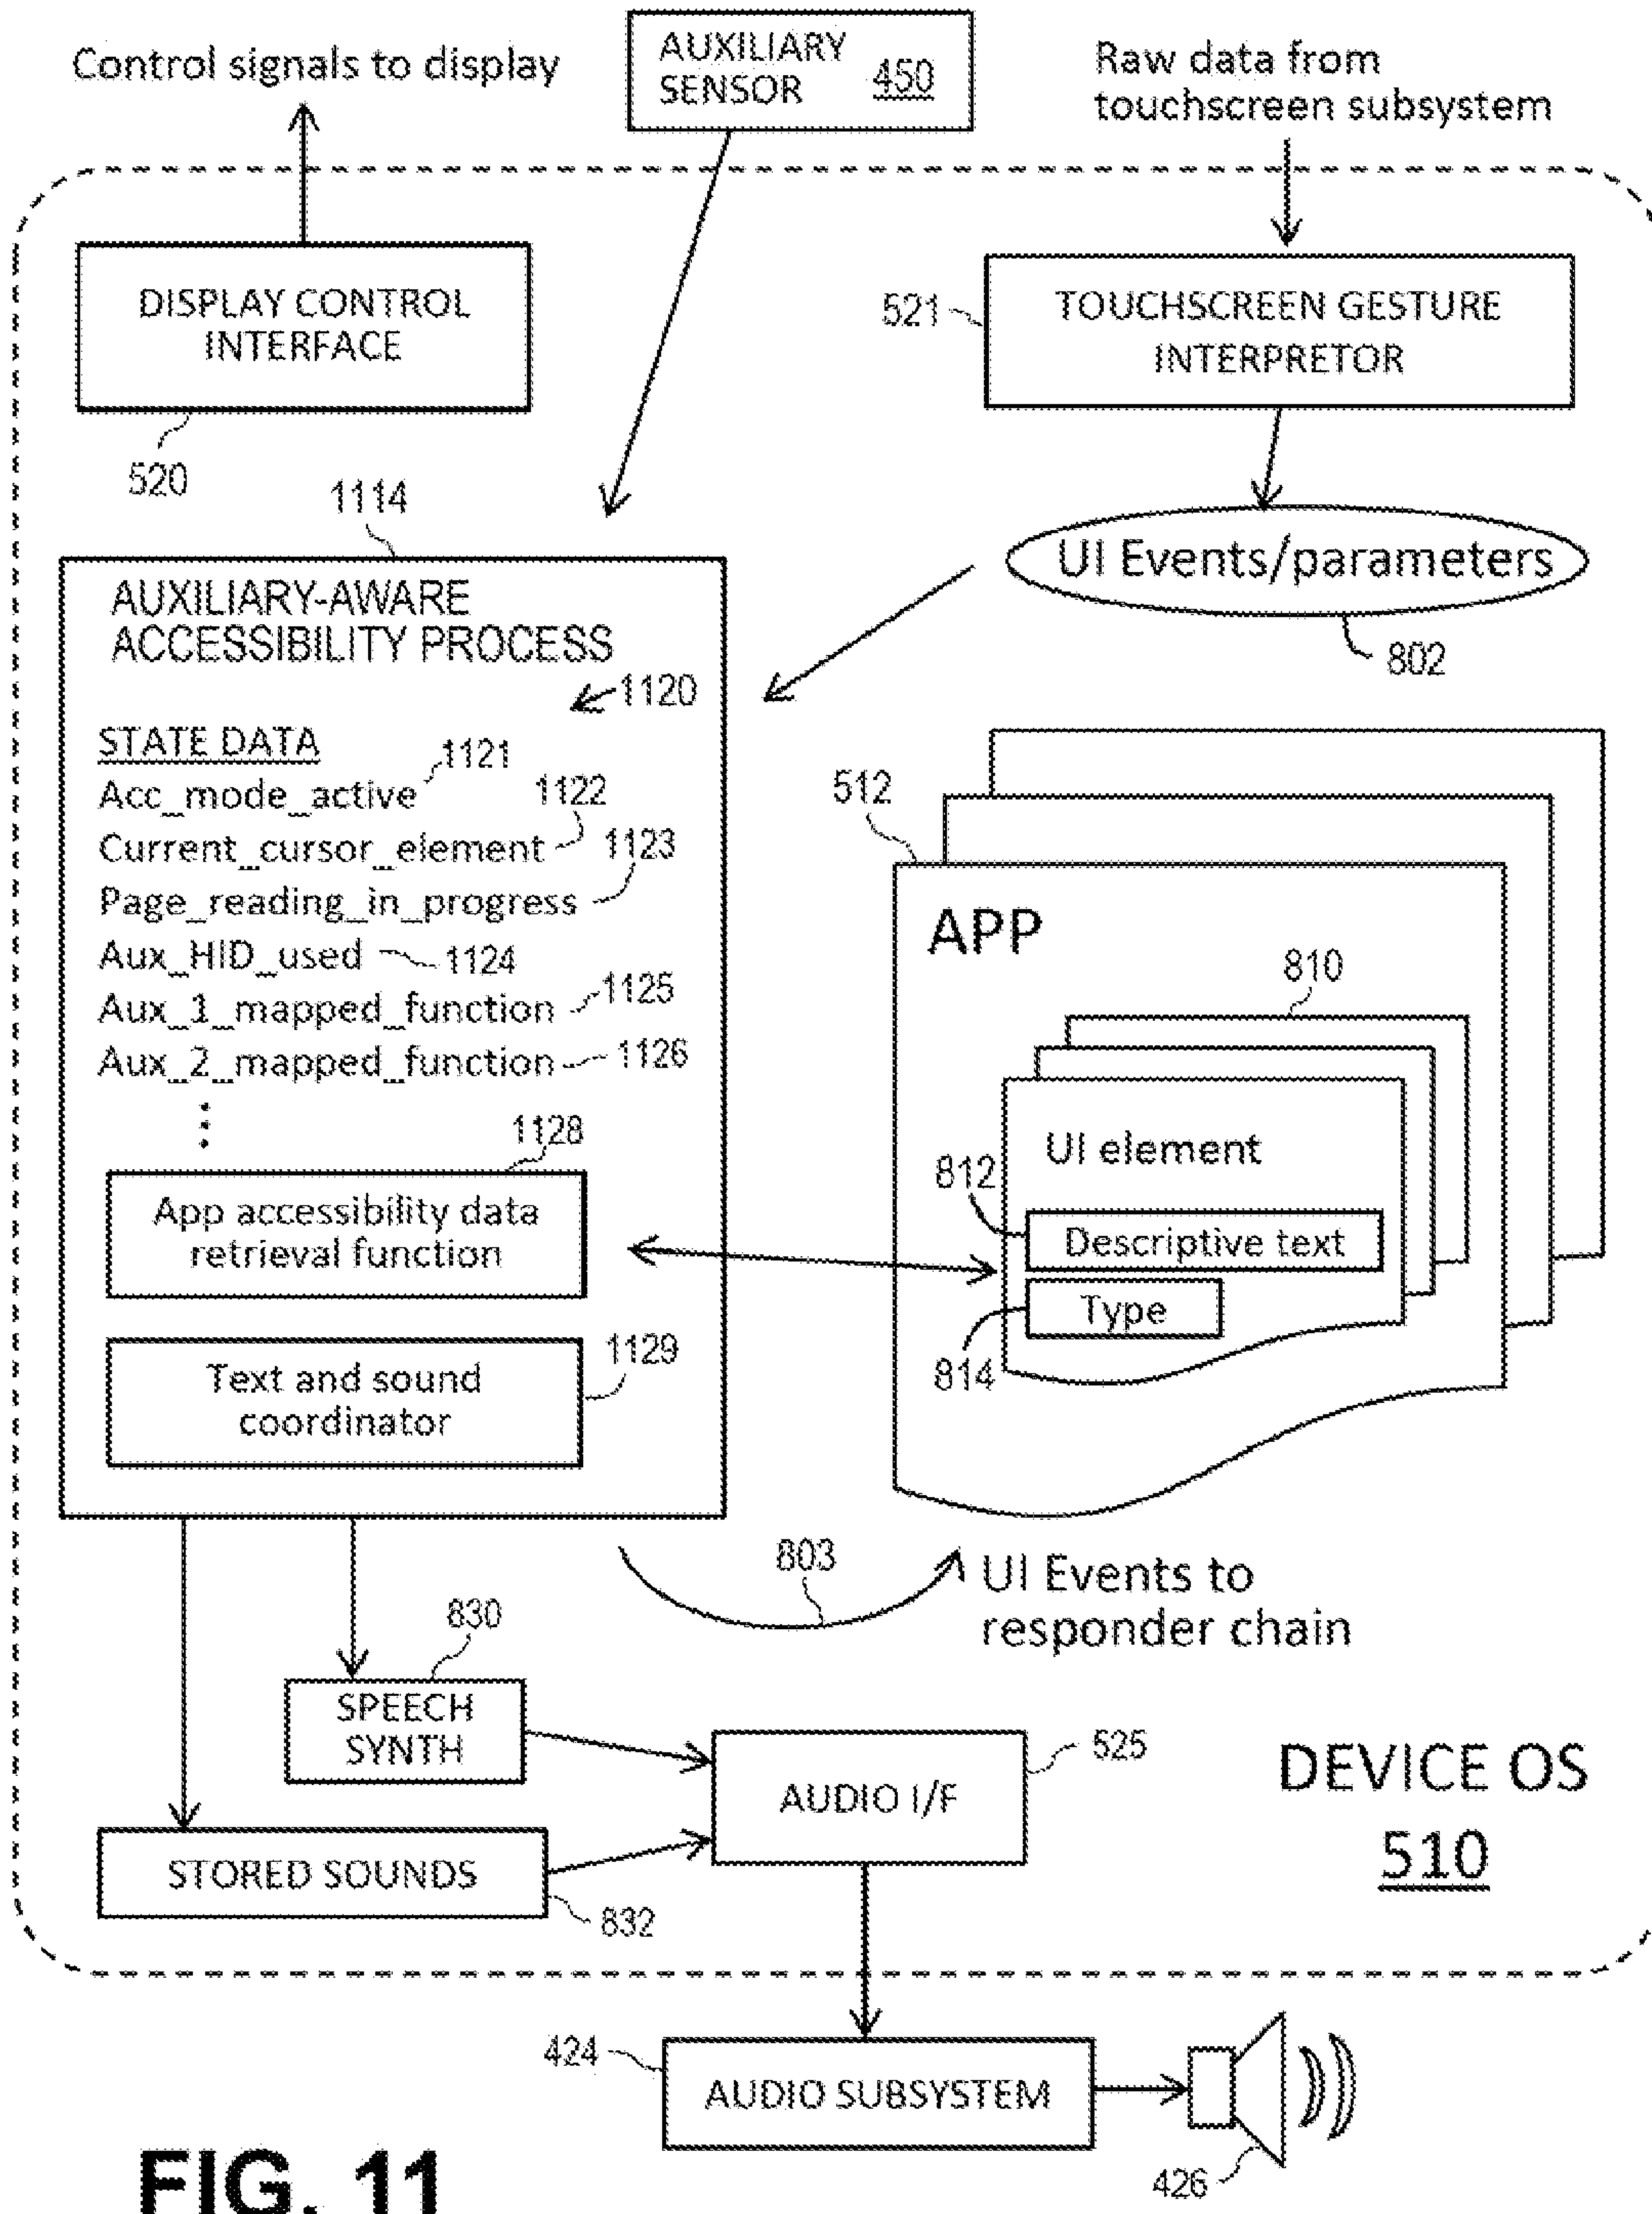 Control signals to display
AUXILIARY
SENSOR 450
Raw data from
touchscreen subsystem
DISPLAY CONTROL
INTERFACE
520
521
TOUCHSCREEN GESTURE
INTERPRETOR
UI Events/parameters
802
1114
AUXILIARY-AWARE
ACCESSIBILITY PROCESS
1120
STATE DATA
Acc_mode_active 1121
Current_cursor_element 1122
Page_reading_in_progress 1123
Aux_HID_used 1124
Aux_1_mapped_function 1125
Aux_2_mapped_function 1126
⋮
1128
App accessibility data
retrieval function
1129
Text and sound
coordinator
512
APP
810
UI element
812
Descriptive text
Type
814
803
UI Events to
responder chain
830
SPEECH
SYNTH
STORED SOUNDS
832
AUDIO I/F
525
DEVICE OS
510
424
AUDIO SUBSYSTEM
426
FIG. 11